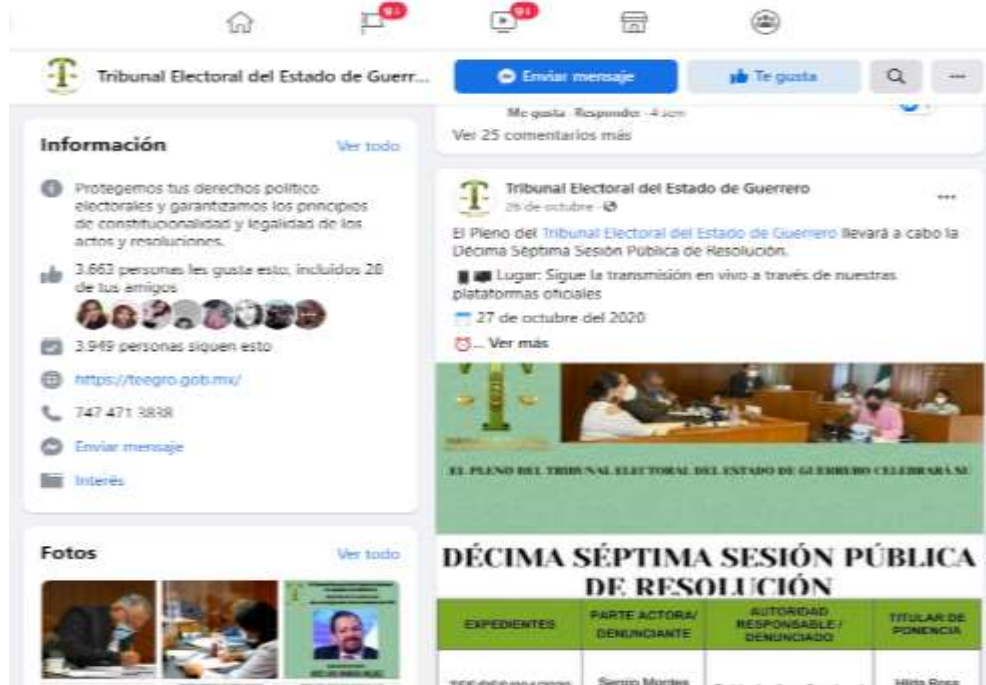 Tribunal Electoral del Estado de Guerr...
Enviar mensaje
Te gusta
Me gusta · Responder · 4 sem
Ver 25 comentarios más
Información
Ver todo
Protegemos tus derechos político
electorales y garantizamos los principios
de constitucionalidad y legalidad de los
actos y resoluciones.
3.663 personas les gusta esto, incluidos 28
de tus amigos
3.949 personas siguen esto
https://teegro.gob.mx/
747 471 3838
Enviar mensaje
Interés
Fotos
Ver todo
Tribunal Electoral del Estado de Guerrero
26 de octubre ·
El Pleno del Tribunal Electoral del Estado de Guerrero llevará a cabo la
Décima Séptima Sesión Pública de Resolución.
Lugar: Sigue la transmisión en vivo a través de nuestras
plataformas oficiales
27 de octubre del 2020
... Ver más
EL PLENO DEL TRIBUNAL ELECTORAL DEL ESTADO DE GUERRERO CELEBRARÁ SU
DÉCIMA SÉPTIMA SESIÓN PÚBLICA
DE RESOLUCIÓN
EXPEDIENTES
PARTE ACTORA/
DENUNCIANTE
AUTORIDAD
RESPONSABLE /
DENUNCIADO
TITULAR DE
PONENCIA
Sergio Montes
Hilda Rosa